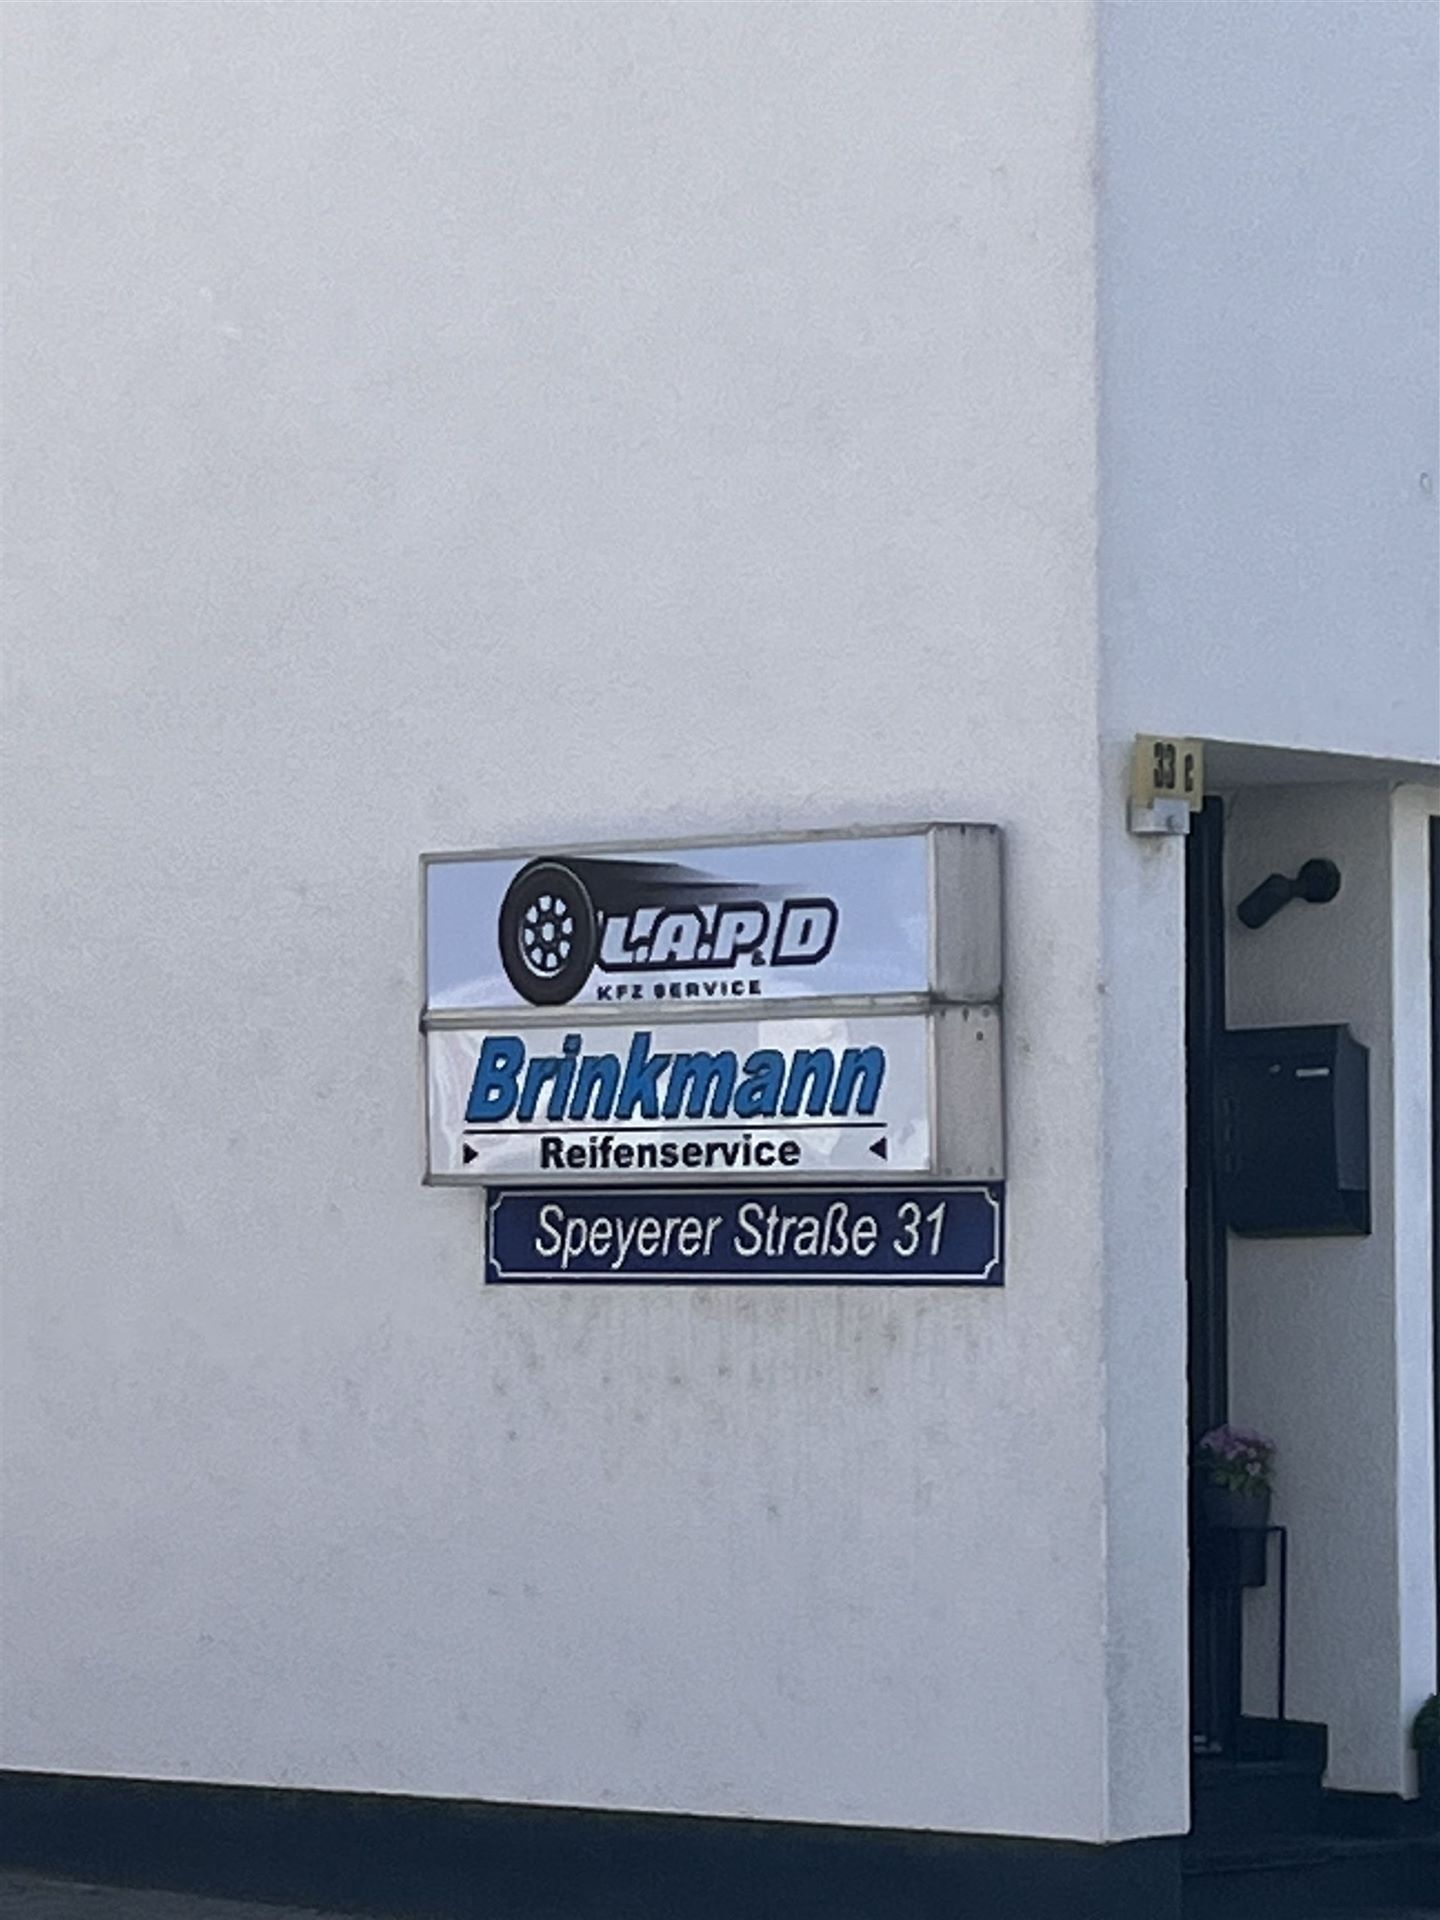 33 c
L.A.P.&D
KFZ SERVICE
Brinkmann
Reifenservice
Speyerer Straße 31